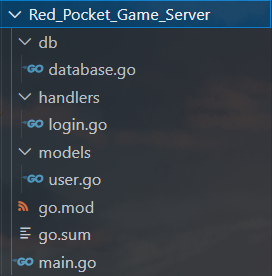 Red_Pocket_Game_Server
db
database.go
handlers
login.go
models
user.go
go.mod
go.sum
main.go